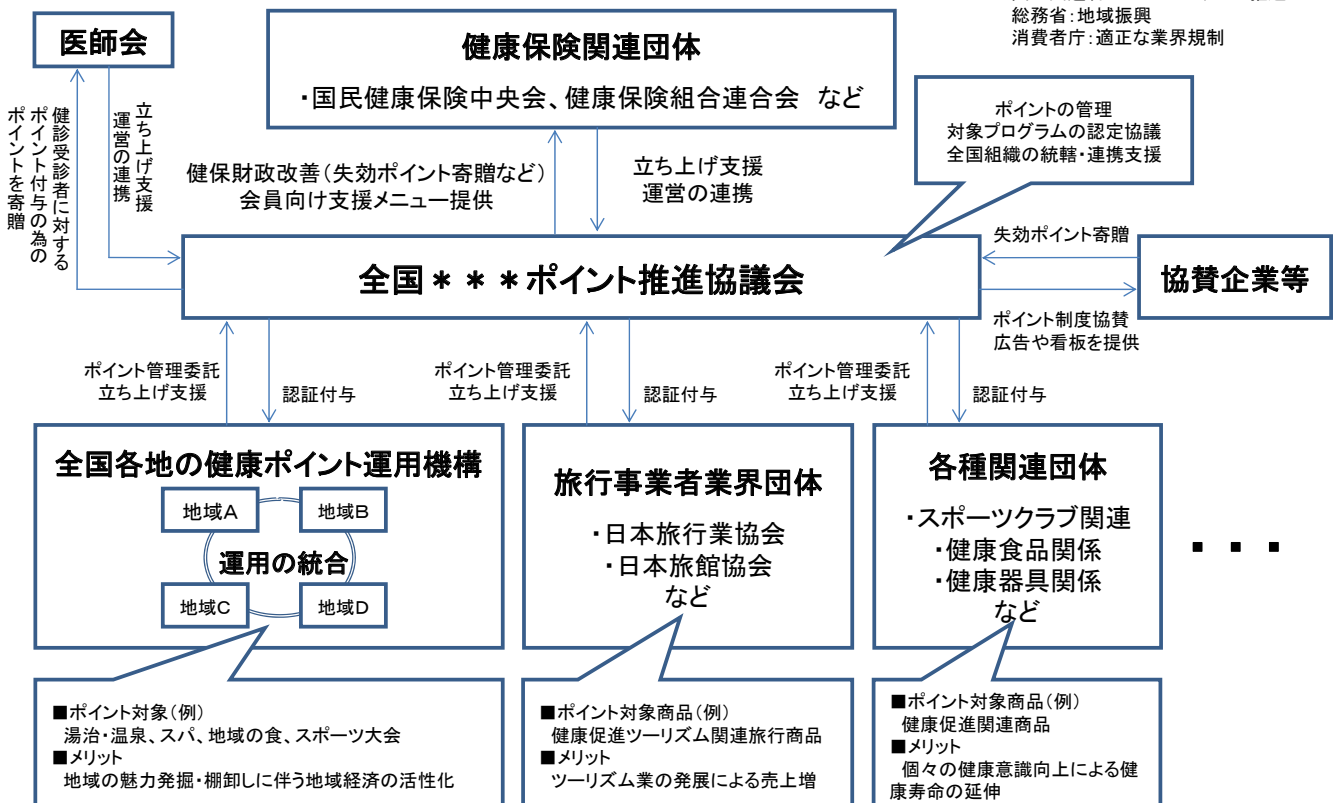 総務省:地域振興
消費者庁:適正な業界規制
医師会
健康保険関連団体
・国民健康保険中央会、健康保険組合連合会 など
ポイントの管理
対象プログラムの認定協議
全国組織の統轄・連携支援
健診受診者に対する
ポイント付与の為の
ポイントを寄贈
立ち上げ支援
運営の連携
健保財政改善(失効ポイント寄贈など)
会員向け支援メニュー提供
立ち上げ支援
運営の連携
全国＊＊＊ポイント推進協議会
失効ポイント寄贈
協賛企業等
ポイント制度協賛
広告や看板を提供
ポイント管理委託
立ち上げ支援
認証付与
ポイント管理委託
立ち上げ支援
認証付与
ポイント管理委託
立ち上げ支援
認証付与
全国各地の健康ポイント運用機構
地域A
地域B
運用の統合
地域C
地域D
旅行事業者業界団体
・日本旅行業協会
・日本旅館協会
など
各種関連団体
・スポーツクラブ関連
・健康食品関係
・健康器具関係
など
・・・
■ポイント対象(例)
湯治・温泉、スパ、地域の食、スポーツ大会
■メリット
地域の魅力発掘・棚卸しに伴う地域経済の活性化
■ポイント対象商品(例)
健康促進ツーリズム関連旅行商品
■メリット
ツーリズム業の発展による売上増
■ポイント対象商品(例)
健康促進関連商品
■メリット
個々の健康意識向上による健
康寿命の延伸